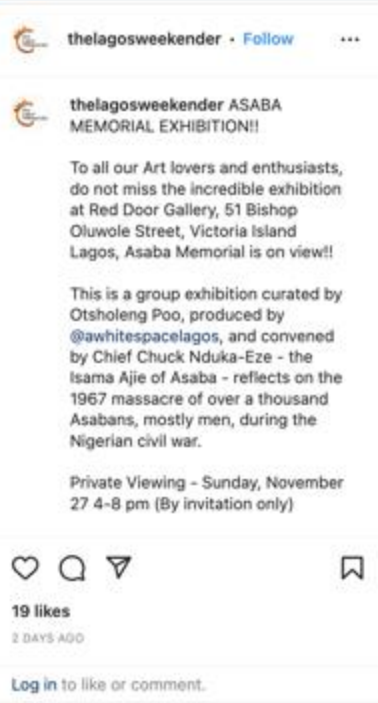 thelagosweekender • Follow
thelagosweekender ASABA
MEMORIAL EXHIBITION!!
To all our Art lovers and enthusiasts,
do not miss the incredible exhibition
at Red Door Gallery, 51 Bishop
Oluwole Street, Victoria Island
Lagos, Asaba Memorial is on view!!
This is a group exhibition curated by
Otsholeng Poo, produced by
@awhitespacelagos, and convened
by Chief Chuck Nduka-Eze - the
Isama Ajie of Asaba - reflects on the
1967 massacre of over a thousand
Asabans, mostly men, during the
Nigerian civil war.
Private Viewing - Sunday, November
27 4-8 pm (By invitation only)
19 likes
2 DAYS AGO
Log in to like or comment.